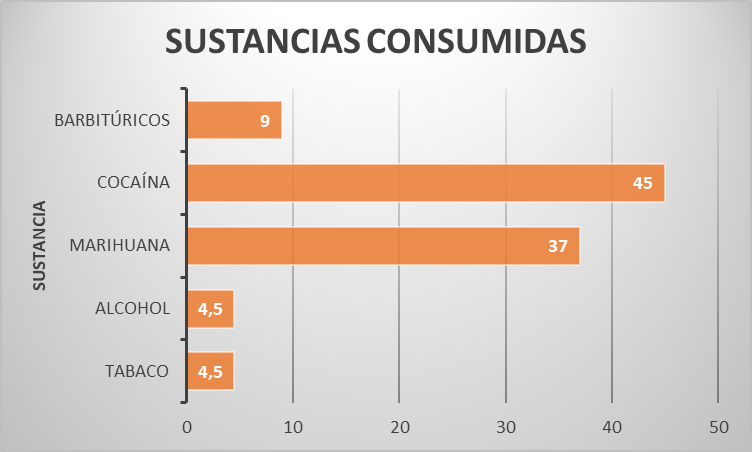 SUSTANCIAS CONSUMIDAS
SUSTANCIA
BARBITÚRICOS 9
COCAÍNA 45
MARIHUANA 37
ALCOHOL 4,5
TABACO 4,5
0 10 20 30 40 50